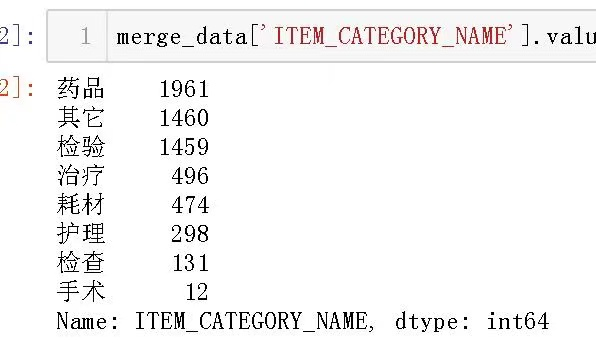 2]: 1 merge_data['ITEM_CATEGORY_NAME'].valu
2]: 药品 1961
其它 1460
检验 1459
治疗 496
耗材 474
护理 298
检查 131
手术 12
Name: ITEM_CATEGORY_NAME, dtype: int64